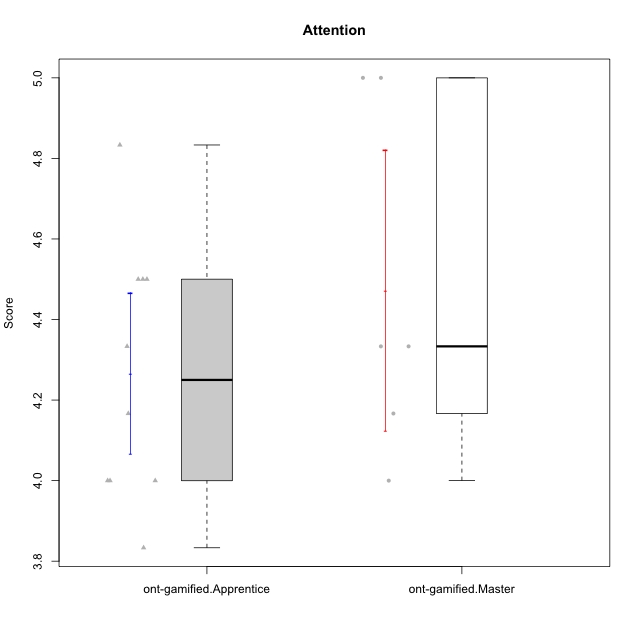 Attention
Score
5.0
4.8
4.6
4.4
4.2
4.0
3.8
ont-gamified.Apprentice
ont-gamified.Master